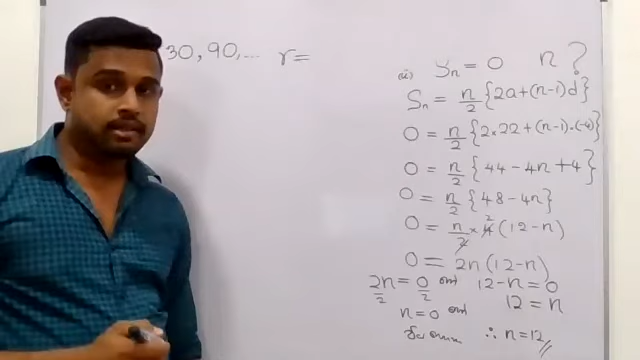 30, 90, ... r =
(ii) Sn = 0 n ?
Sn = n/2 {2a + (n-1) d}
0 = n/2 {2×22 + (n-1)·(-4)}
0 = n/2 {44 - 4n + 4}
0 = n/2 {48 - 4n}
0 = n/2 × 4 (12 - n)
0 = 2n (12 - n)
2n/2 = 0/2 12 - n = 0
n = 0 12 = n
∴ n = 12